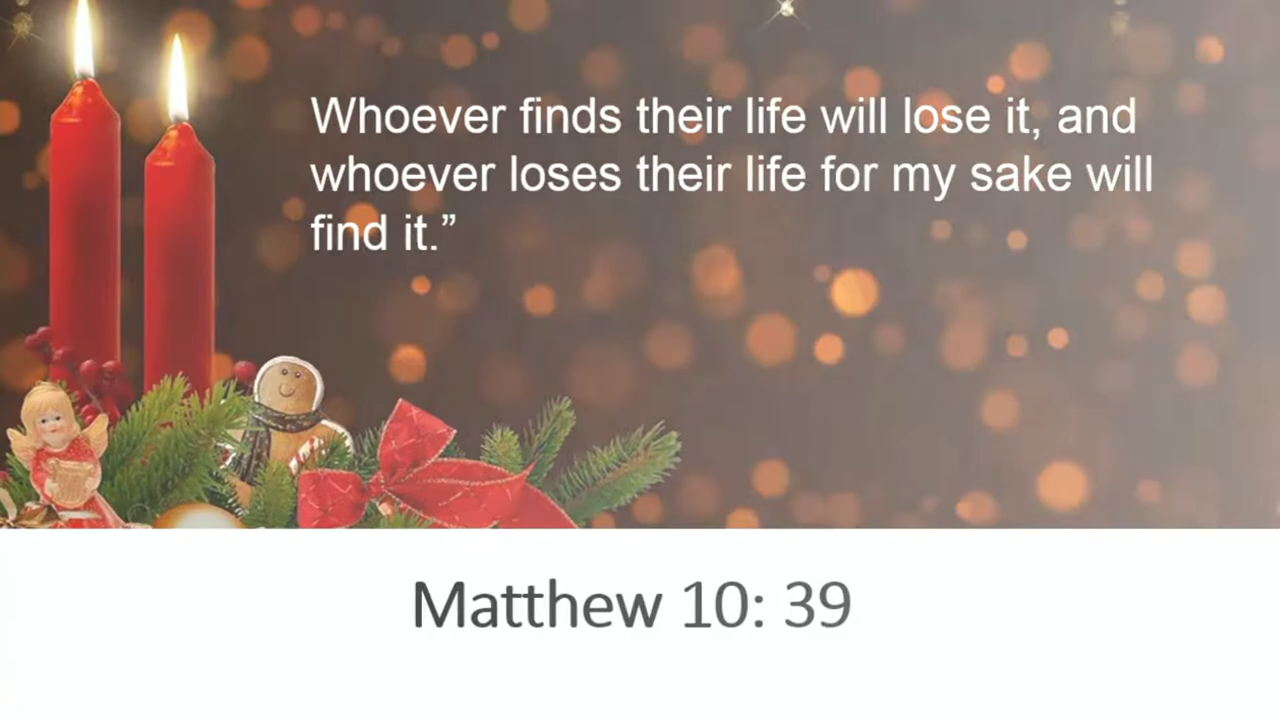 Whoever finds their life will lose it, and
whoever loses their life for my sake will
find it.”
Matthew 10: 39